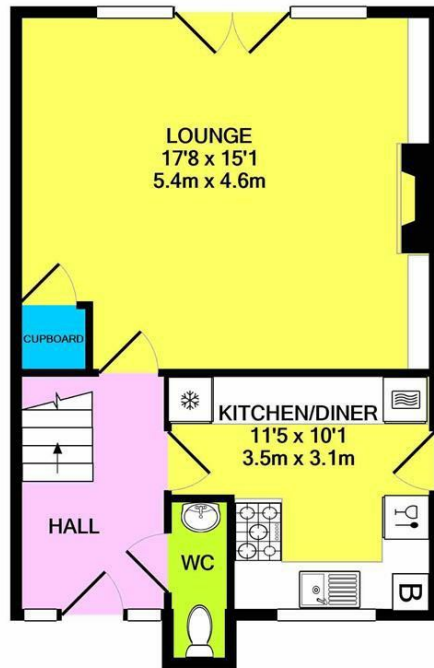 LOUNGE
17'8 x 15'1
5.4m x 4.6m
CUPBOARD
KITCHEN/DINER
11'5 x 10'1
3.5m x 3.1m
HALL
WC
B